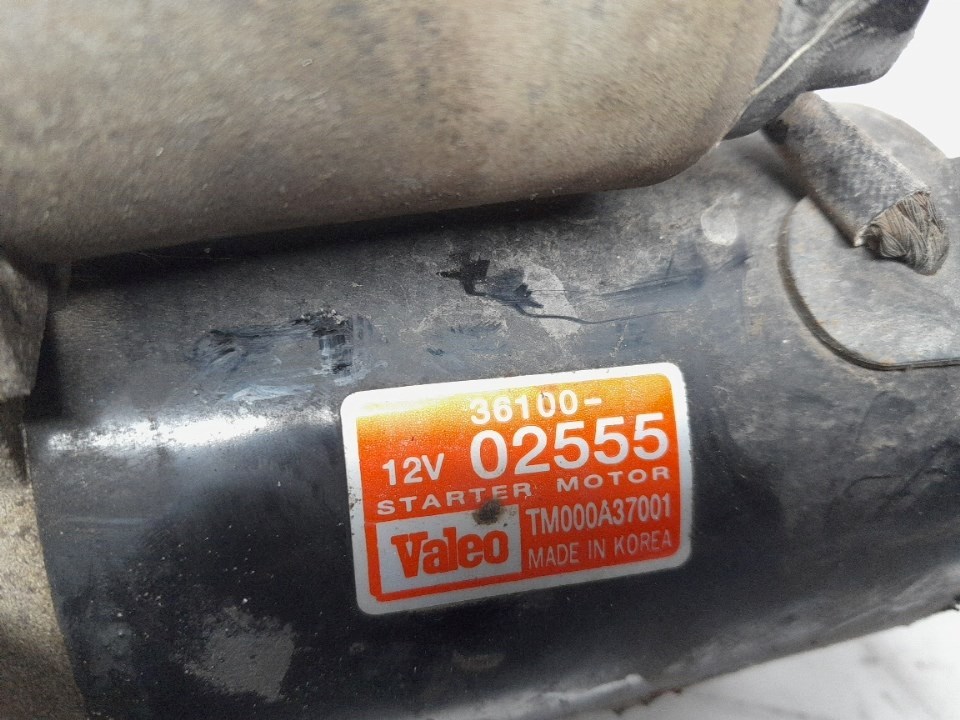 36100-
12V 02555
STARTER MOTOR
Valeo TM000A37001
MADE IN KOREA